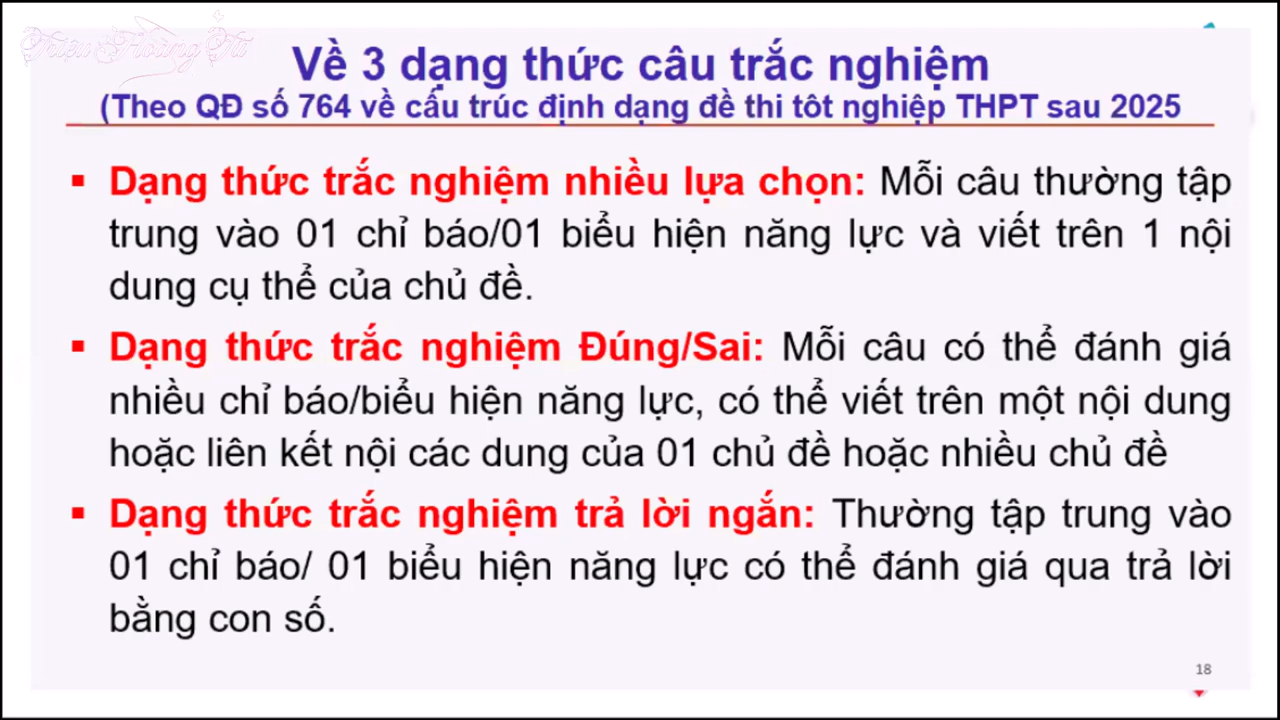 Triệu Hoàng Tử
Về 3 dạng thức câu trắc nghiệm
(Theo QĐ số 764 về cấu trúc định dạng đề thi tôt nghiệp THPT sau 2025
▪ Dạng thức trắc nghiệm nhiều lựa chọn: Mỗi câu thường tập
trung vào 01 chỉ báo/01 biểu hiện năng lực và viết trên 1 nội
dung cụ thể của chủ đề.
▪ Dạng thức trắc nghiệm Đúng/Sai: Mỗi câu có thể đánh giá
nhiều chỉ báo/biểu hiện năng lực, có thể viết trên một nội dung
hoặc liên kết nội các dung của 01 chủ đề hoặc nhiều chủ đề
▪ Dạng thức trắc nghiệm trả lời ngắn: Thường tập trung vào
01 chỉ báo/ 01 biểu hiện năng lực có thể đánh giá qua trả lời
bằng con số.
18